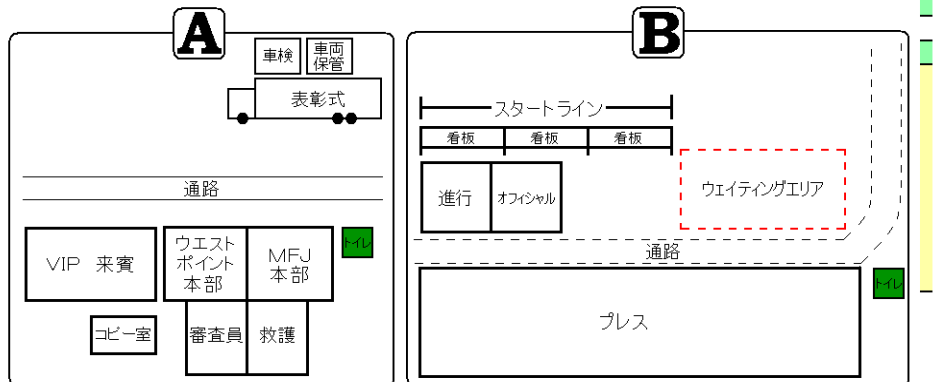 A
車検
車両
保管
表彰式
通路
VIP 来賓
ウエスト
ポイント
本部
MFJ
本部
トイレ
コピー室
審査員
救護
B
スタートライン
看板
看板
看板
進行
オフィシャル
ウェイティングエリア
通路
トイレ
プレス